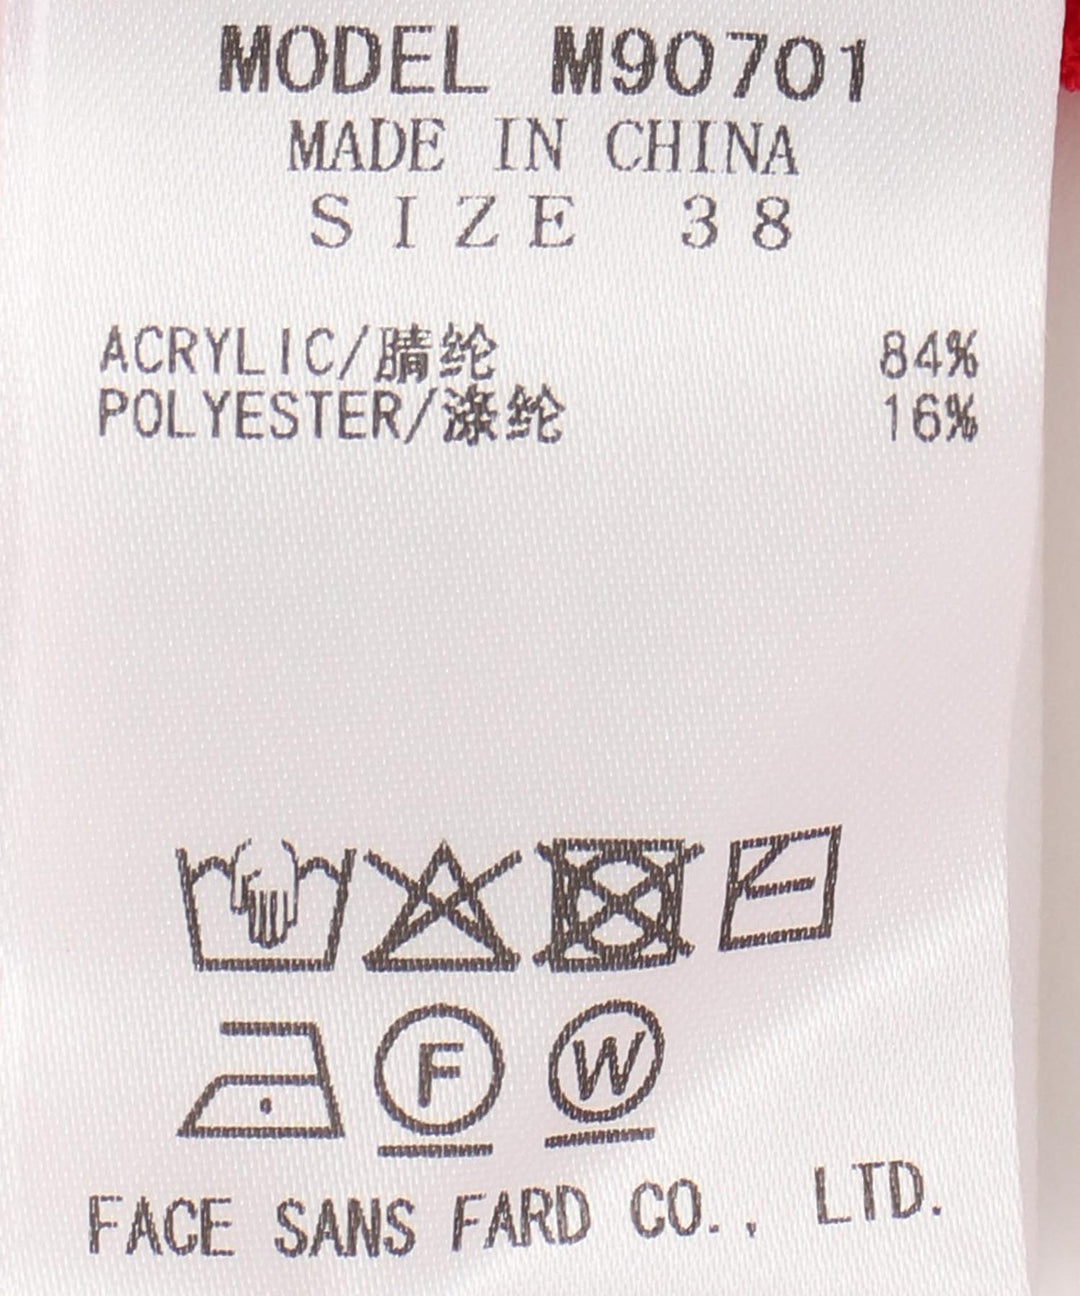 MODEL M90701
MADE IN CHINA
SIZE 38
ACRYLIC/腈纶 84%
POLYESTER/涤纶 16%
F W
FACE SANS FARD CO., LTD.